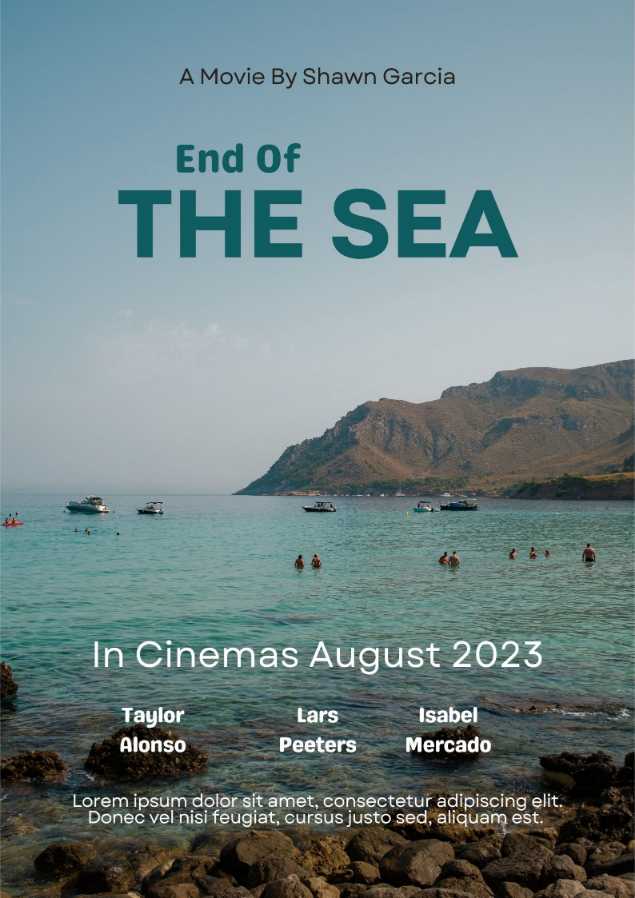 A Movie By Shawn Garcia
End Of
THE SEA
In Cinemas August 2023
Taylor
Alonso
Lars
Peeters
Isabel
Mercado
Lorem ipsum dolor sit amet, consectetur adipiscing elit.
Donec vel nisi feugiat, cursus justo sed, aliquam est.